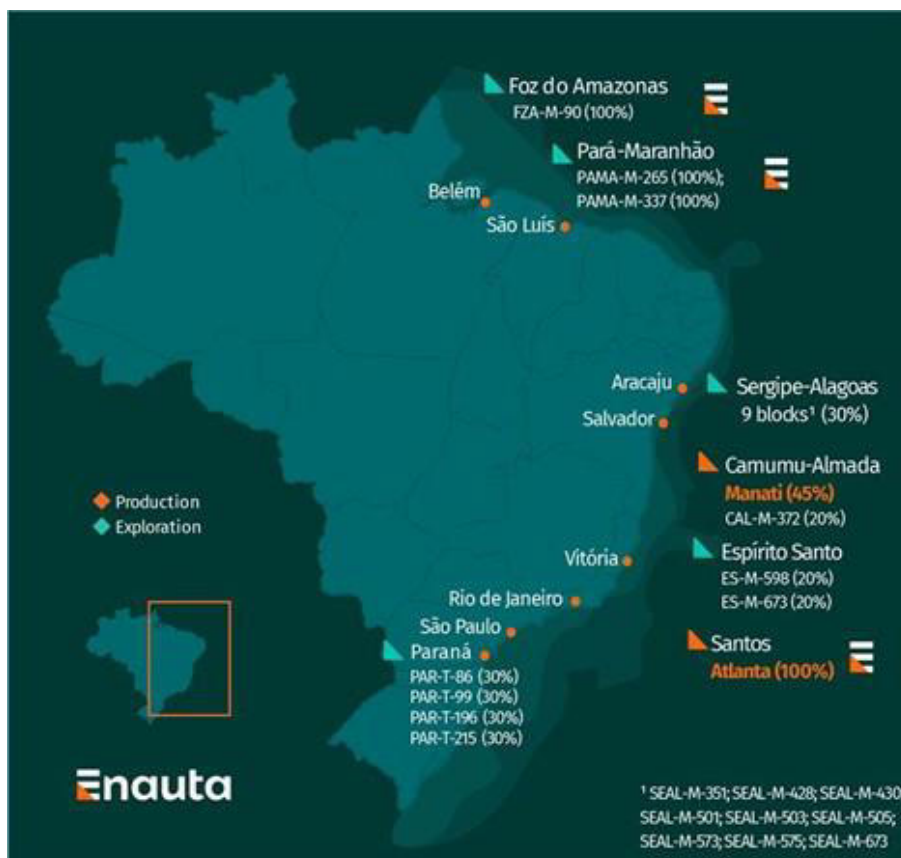 Foz do Amazonas
FZA-M-90 (100%)
Pará-Maranhão
PAMA-M-265 (100%);
PAMA-M-337 (100%)
Belém
São Luís
Aracaju
Salvador
Sergipe-Alagoas
9 blocks¹ (30%)
Camumu-Almada
Manati (45%)
CAL-M-372 (20%)
Production
Exploration
Espírito Santo
ES-M-598 (20%)
ES-M-673 (20%)
Vitória
Rio de Janeiro
São Paulo
Paraná
PAR-T-86 (30%)
PAR-T-99 (30%)
PAR-T-196 (30%)
PAR-T-215 (30%)
Santos
Atlanta (100%)
Enauta
¹ SEAL-M-351; SEAL-M-428; SEAL-M-430
SEAL-M-501; SEAL-M-503; SEAL-M-505;
SEAL-M-573; SEAL-M-575; SEAL-M-673